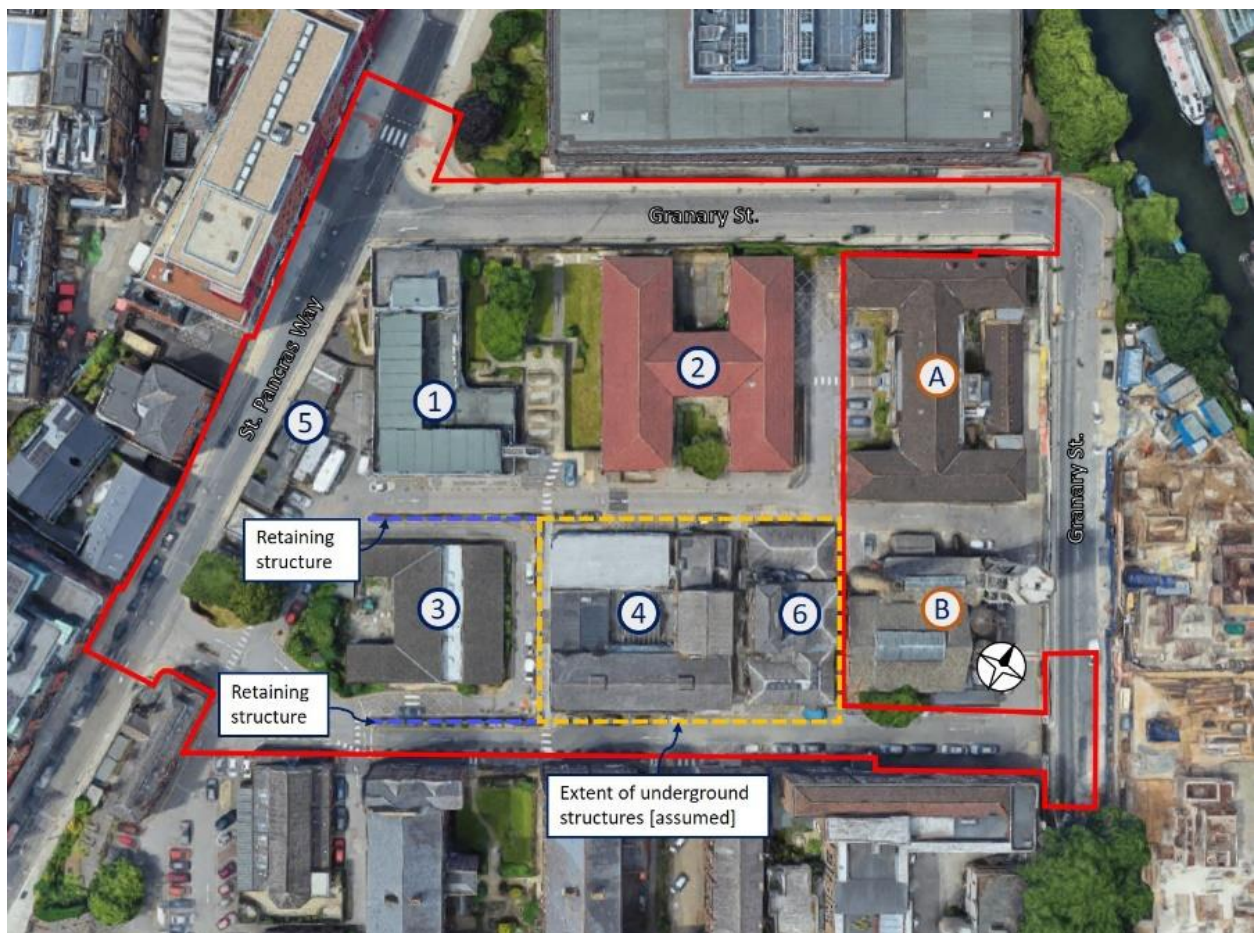 Granary St.
St. Pancras Way
1
2
A
5
Granary St.
Retaining
structure
3
4
6
B
Retaining
structure
Extent of underground
structures [assumed]